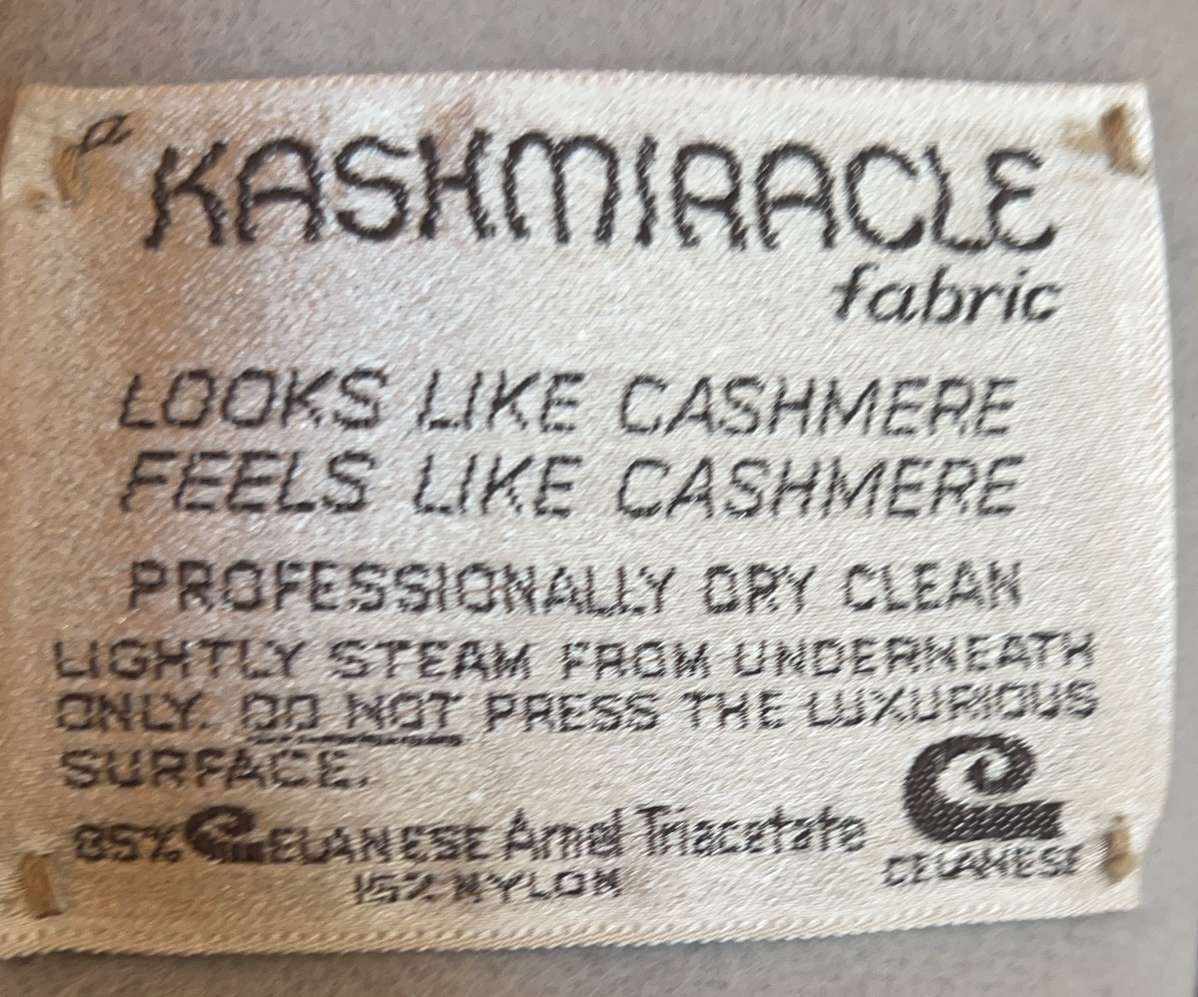 a KASHMIRACLE
fabric
LOOKS LIKE CASHMERE
FEELS LIKE CASHMERE
PROFESSIONALLY DRY CLEAN
LIGHTLY STEAM FROM UNDERNEATH
ONLY. DO NOT PRESS THE LUXURIOUS
SURFACE.
85% CELANESE Arnel Triacetate
15% NYLON
CELANESE